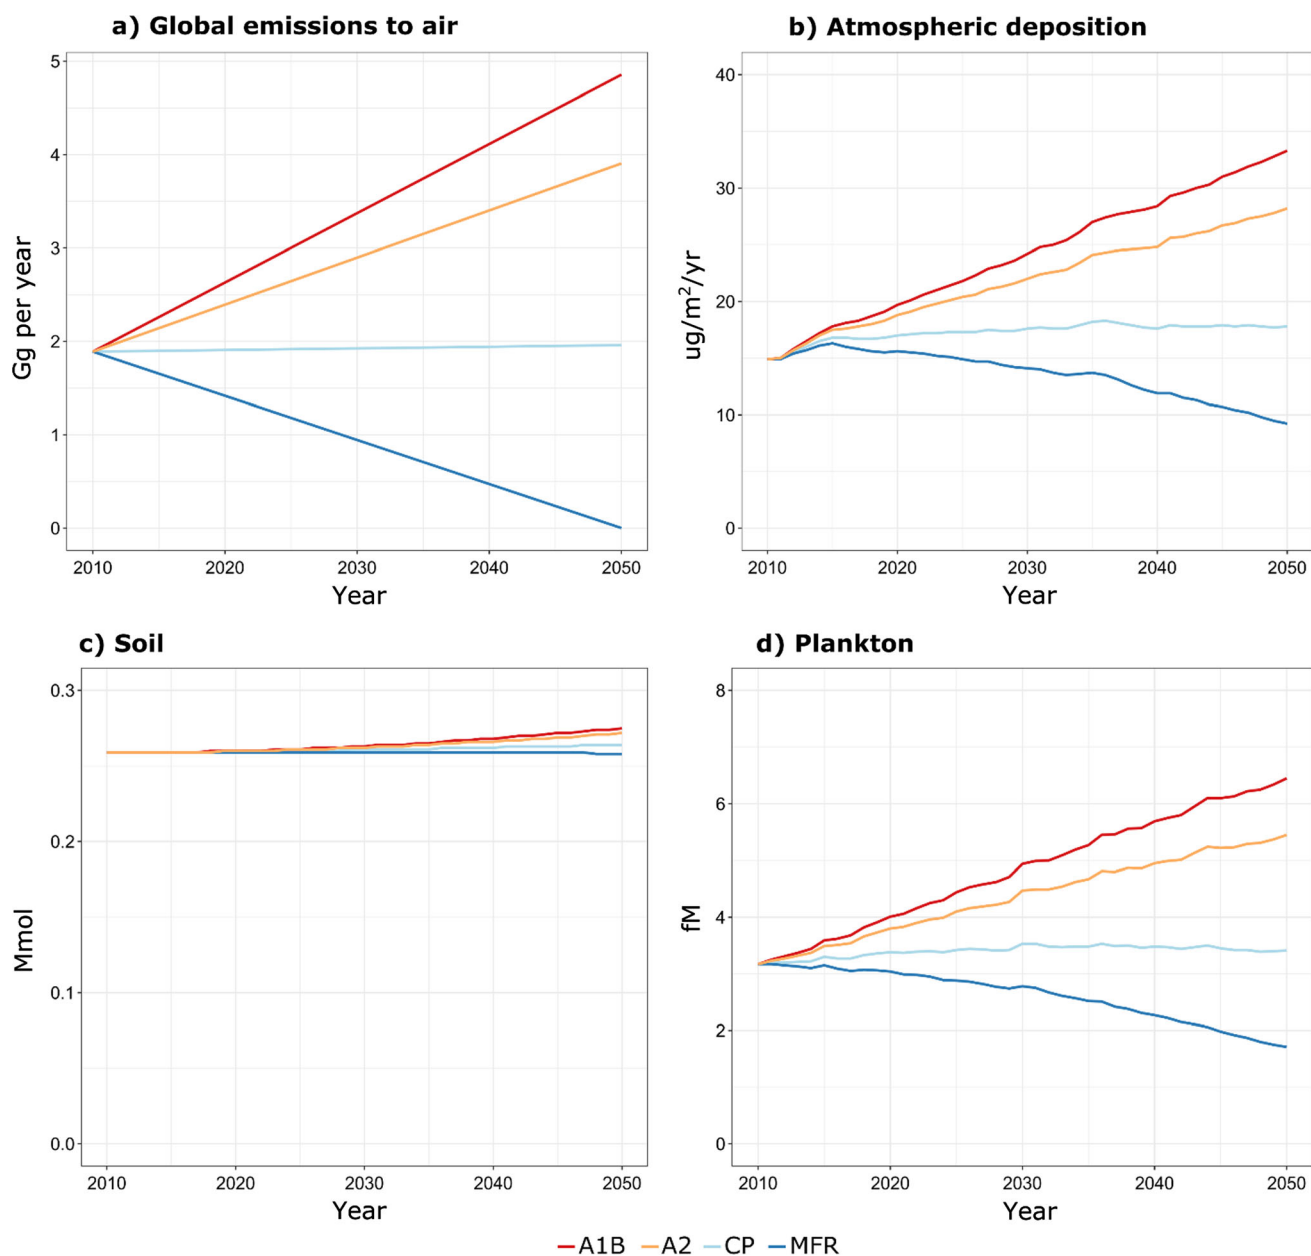 a) Global emissions to air
5
4
3
2
1
0
Gg per year
2010 2020 2030 2040 2050
Year
b) Atmospheric deposition
40
30
20
10
0
ug/m²/yr
2010 2020 2030 2040 2050
Year
c) Soil
0.3
0.2
0.1
0.0
Mmol
2010 2020 2030 2040 2050
Year
d) Plankton
8
6
4
2
0
fM
2010 2020 2030 2040 2050
Year
A1B A2 CP MFR